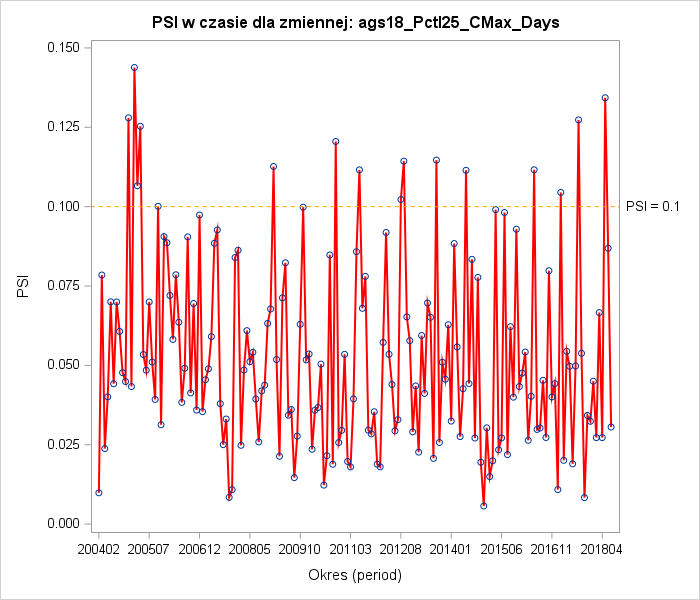 PSI w czasie dla zmiennej: ags18_Pctl25_CMax_Days
0.150
0.125
0.100
0.075
0.050
0.025
0.000
PSI
PSI = 0.1
200402 200507 200612 200805 200910 201103 201208 201401 201506 201611 201804
Okres (period)